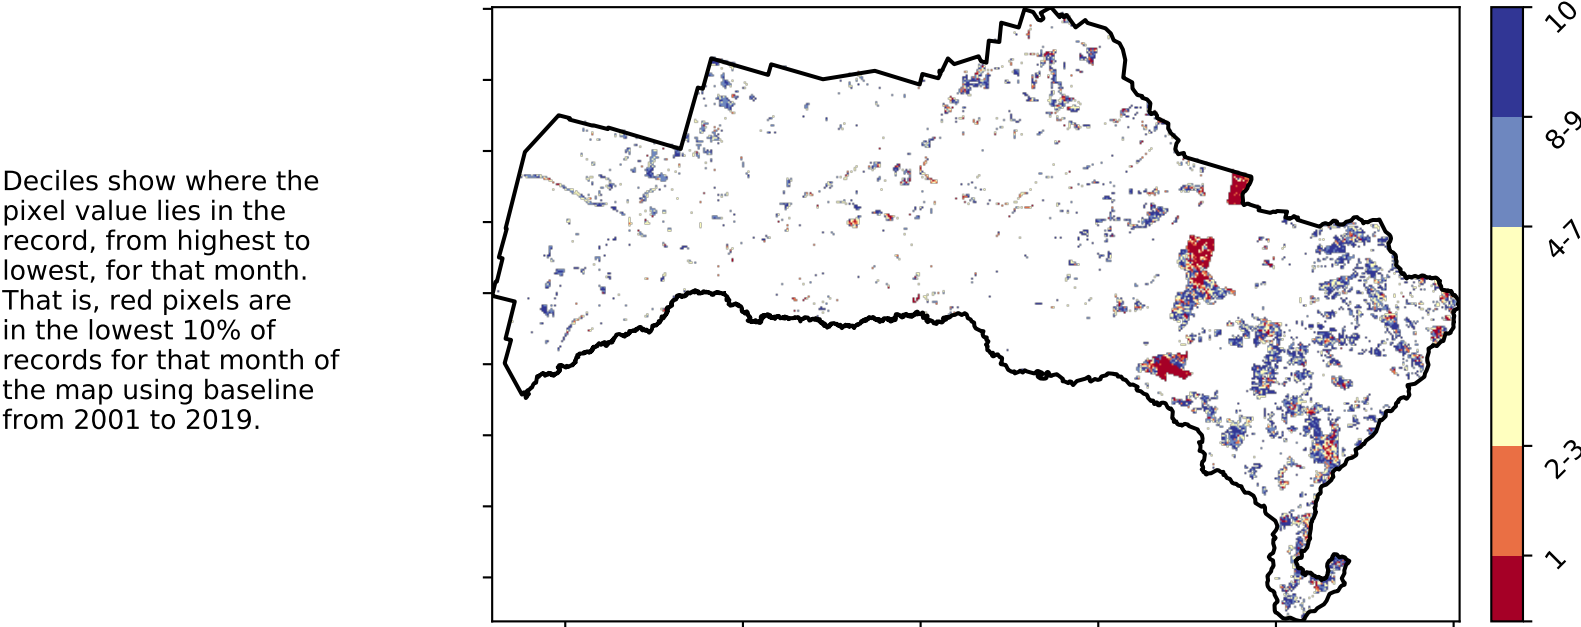 Deciles show where the
pixel value lies in the
record, from highest to
lowest, for that month.
That is, red pixels are
in the lowest 10% of
records for that month of
the map using baseline
from 2001 to 2019.
10
8-9
4-7
2-3
1